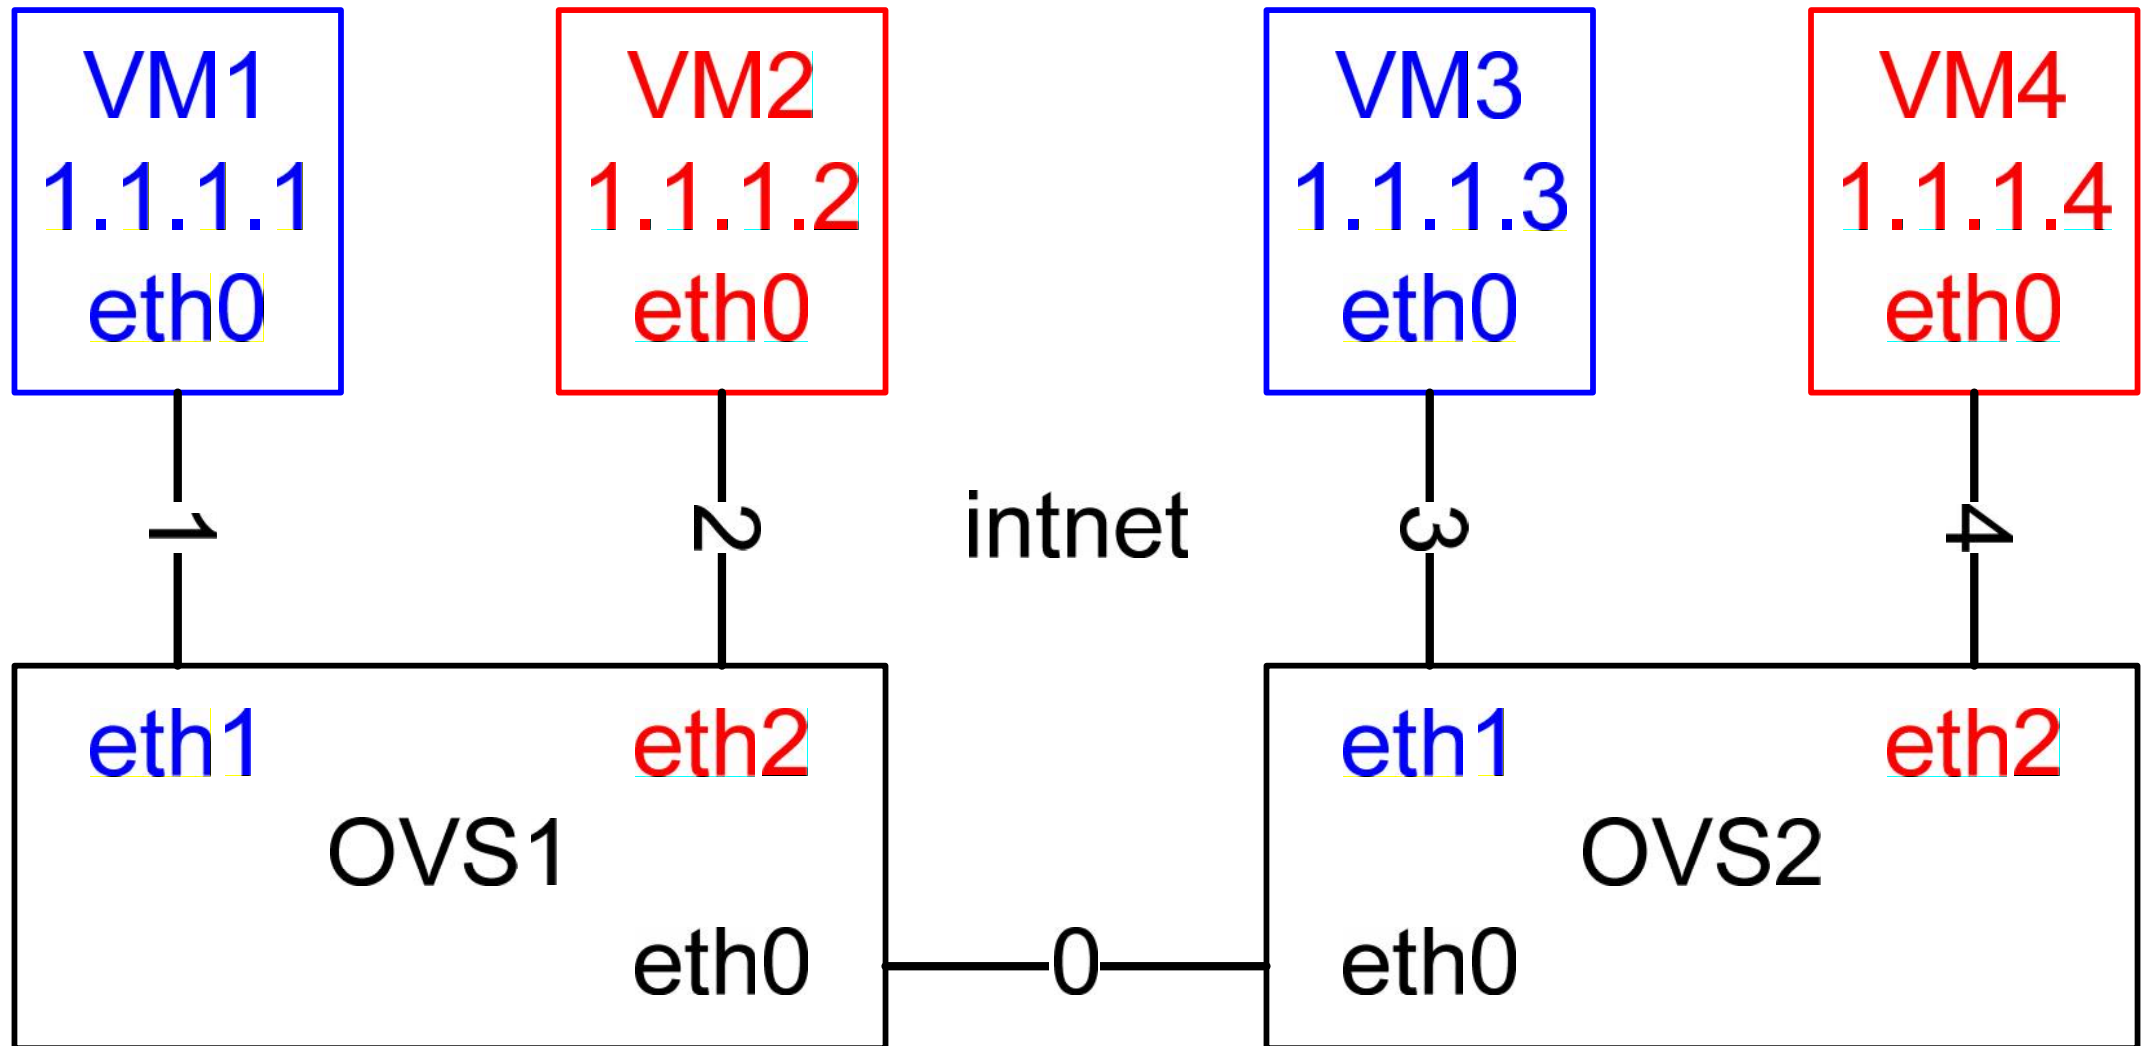 VM1
1.1.1.1
eth0
VM2
1.1.1.2
eth0
VM3
1.1.1.3
eth0
VM4
1.1.1.4
eth0
1
2
intnet
3
4
eth1
eth2
OVS1
eth0
0
eth1
eth2
OVS2
eth0